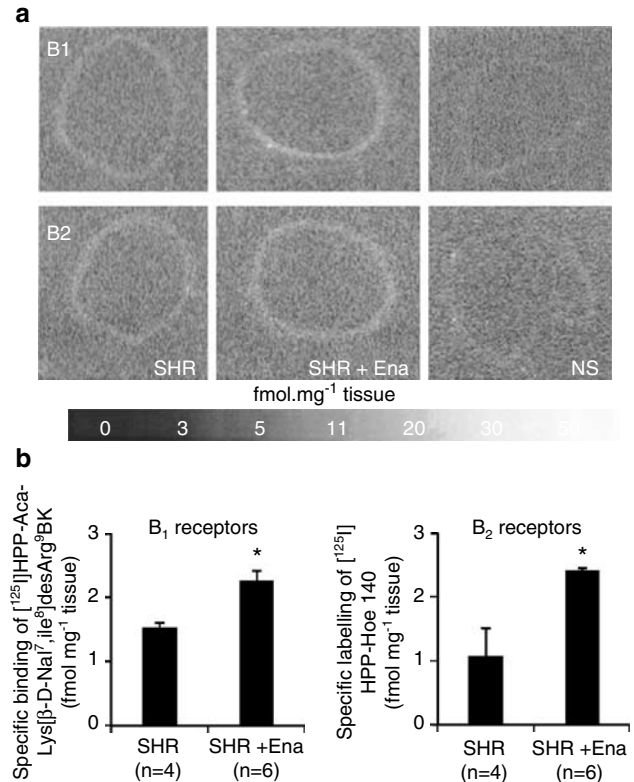 a
B1
B2
SHR
SHR + Ena
NS
fmol.mg⁻¹ tissue
0 3 5 11 20 30
b
Specific binding of [¹²⁵I]HPP-Aca-
Lys[β-D-Nal⁷,ile⁸]desArg⁹BK
(fmol mg⁻¹ tissue)
B₁ receptors
3
2
1
0
*
SHR
(n=4)
SHR +Ena
(n=6)
Specific labelling of [¹²⁵I]
HPP-Hoe 140
(fmol mg⁻¹ tissue)
B₂ receptors
3
2
1
0
*
SHR
(n=4)
SHR +Ena
(n=6)